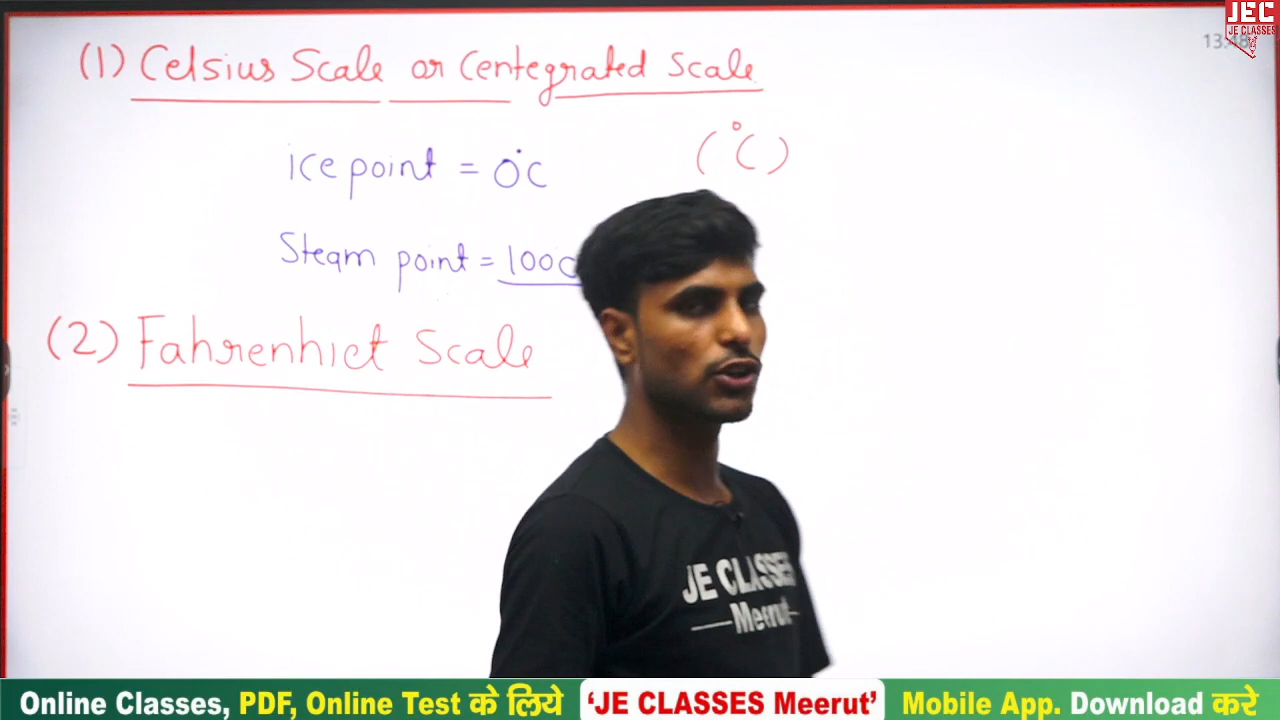 JEC
JE CLASSES
(1) Celsius Scale or Centegrated Scale
(°C)
ice point = 0°C
Steam point = 100
(2) Fahrenhiet Scale
JE CLASSES
Meerut
Online Classes, PDF, Online Test के लिये 'JE CLASSES Meerut' Mobile App. Download करे